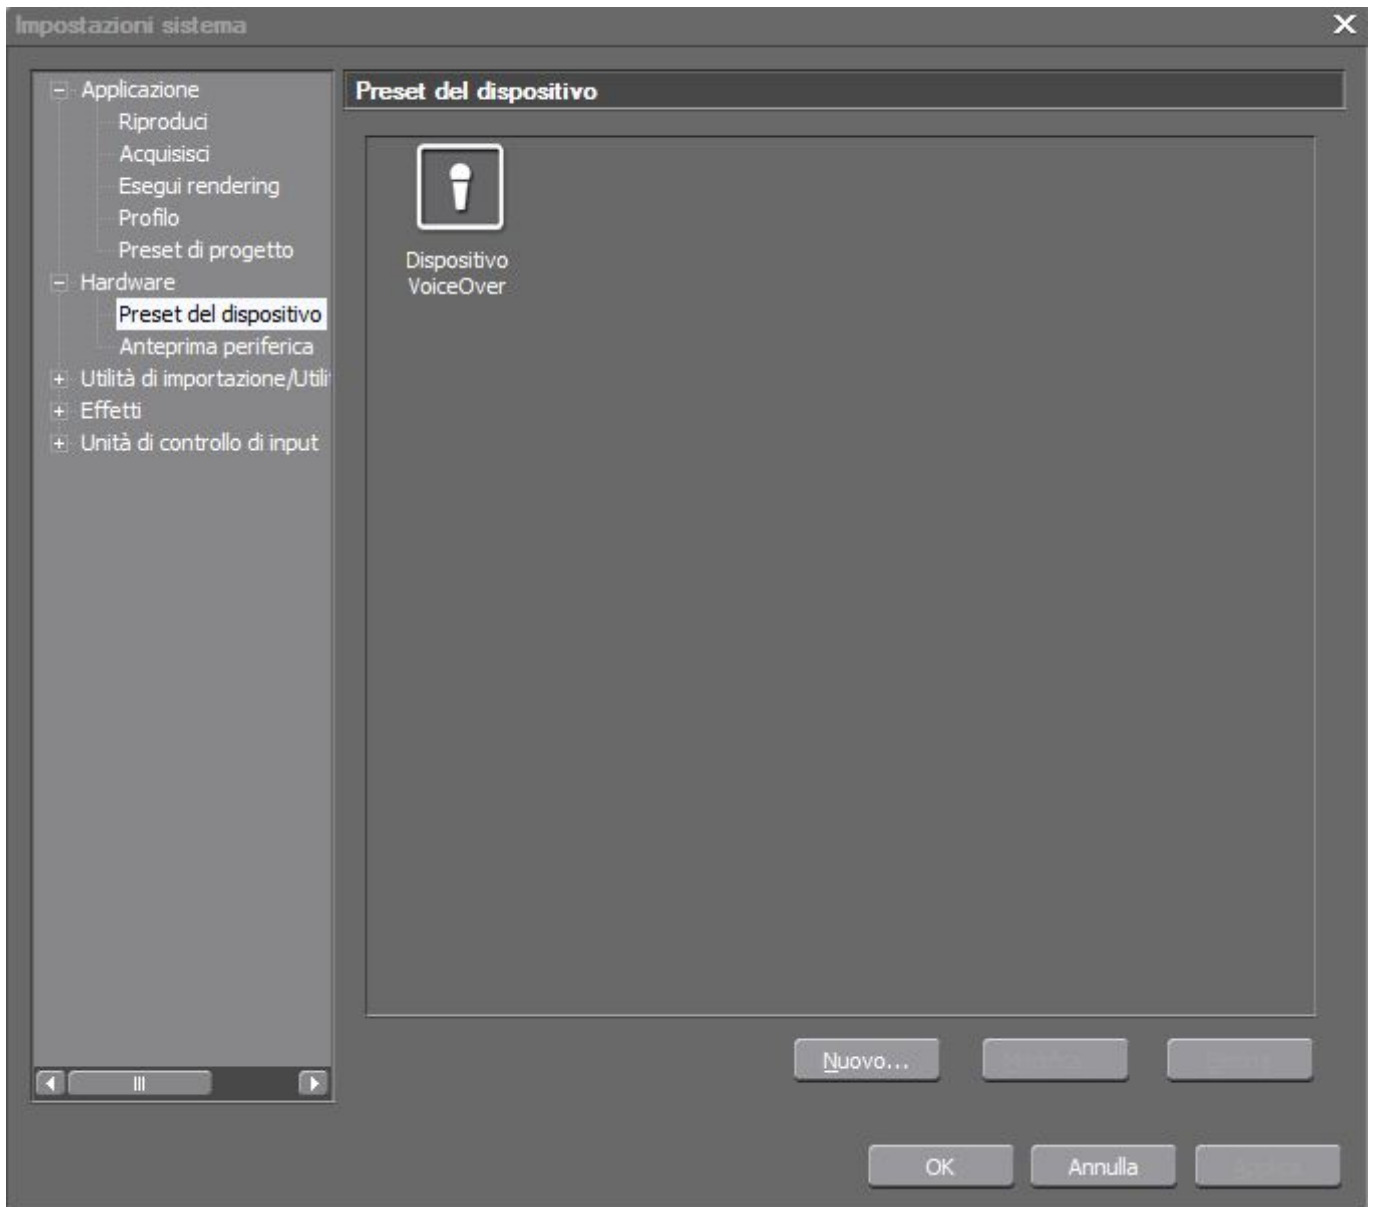 Impostazioni sistema
Applicazione
Riproduci
Acquisisci
Esegui rendering
Profilo
Preset di progetto
Hardware
Preset del dispositivo
Anteprima periferica
Utilità di importazione/Utili
Effetti
Unità di controllo di input
Preset del dispositivo
Dispositivo
VoiceOver
Nuovo...
OK
Annulla